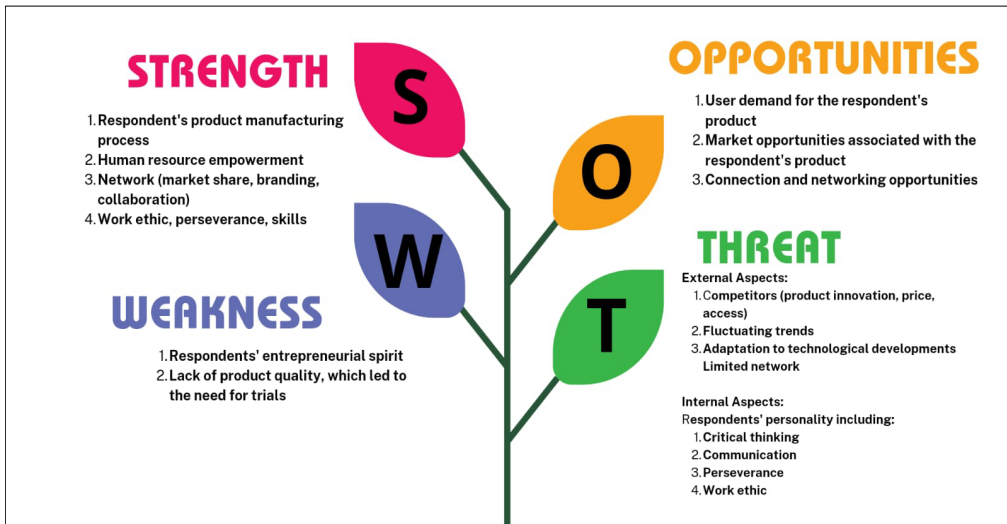 STRENGTH
1. Respondent's product manufacturing
process
2. Human resource empowerment
3. Network (market share, branding,
collaboration)
4. Work ethic, perseverance, skills
S
WEAKNESS
1. Respondents' entrepreneurial spirit
2. Lack of product quality, which led to
the need for trials
W
OPPORTUNITIES
1. User demand for the respondent's
product
2. Market opportunities associated with the
respondent's product
3. Connection and networking opportunities
O
THREAT
External Aspects:
1. Competitors (product innovation, price,
access)
2. Fluctuating trends
3. Adaptation to technological developments
Limited network
Internal Aspects:
Respondents' personality including:
1. Critical thinking
2. Communication
3. Perseverance
4. Work ethic
T